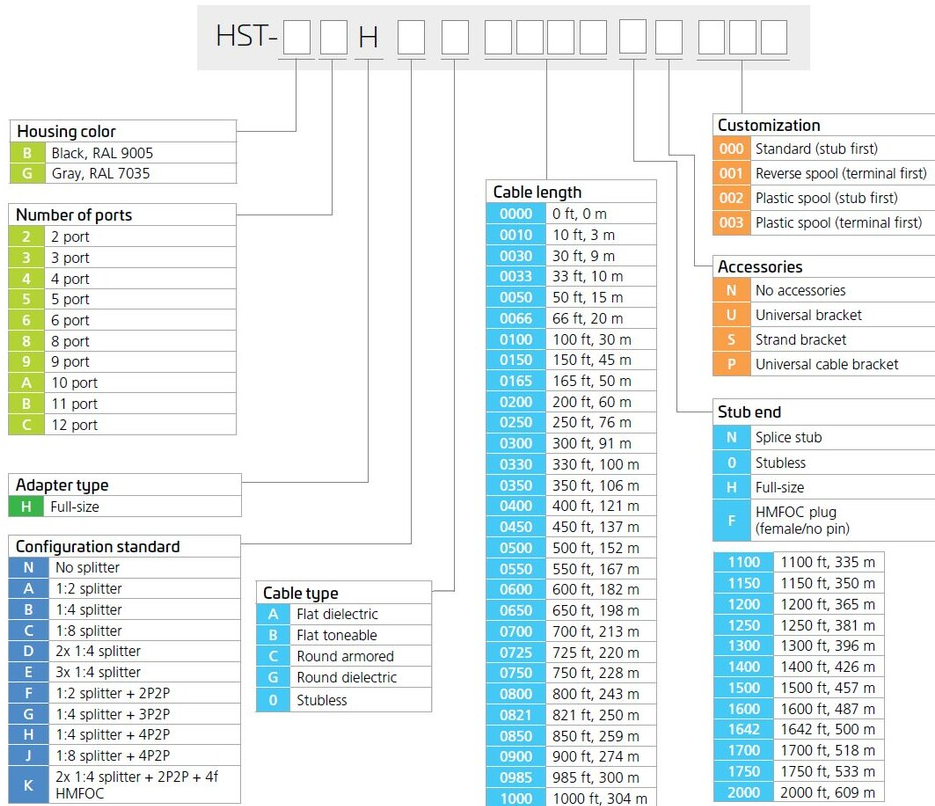 HST- H
Housing color
B Black, RAL 9005
G Gray, RAL 7035
Number of ports
2 2 port
3 3 port
4 4 port
5 5 port
6 6 port
8 8 port
9 9 port
A 10 port
B 11 port
C 12 port
Adapter type
H Full-size
Configuration standard
N No splitter
A 1:2 splitter
B 1:4 splitter
C 1:8 splitter
D 2x 1:4 splitter
E 3x 1:4 splitter
F 1:2 splitter + 2P2P
G 1:4 splitter + 3P2P
H 1:4 splitter + 4P2P
J 1:8 splitter + 4P2P
K 2x 1:4 splitter + 2P2P + 4f
HMFOC
Cable type
A Flat dielectric
B Flat toneable
C Round armored
G Round dielectric
0 Stubless
Cable length
0000 0 ft, 0 m
0010 10 ft, 3 m
0030 30 ft, 9 m
0033 33 ft, 10 m
0050 50 ft, 15 m
0066 66 ft, 20 m
0100 100 ft, 30 m
0150 150 ft, 45 m
0165 165 ft, 50 m
0200 200 ft, 60 m
0250 250 ft, 76 m
0300 300 ft, 91 m
0330 330 ft, 100 m
0350 350 ft, 106 m
0400 400 ft, 121 m
0450 450 ft, 137 m
0500 500 ft, 152 m
0550 550 ft, 167 m
0600 600 ft, 182 m
0650 650 ft, 198 m
0700 700 ft, 213 m
0725 725 ft, 220 m
0750 750 ft, 228 m
0800 800 ft, 243 m
0821 821 ft, 250 m
0850 850 ft, 259 m
0900 900 ft, 274 m
0985 985 ft, 300 m
1000 1000 ft, 304 m
1100 1100 ft, 335 m
1150 1150 ft, 350 m
1200 1200 ft, 365 m
1250 1250 ft, 381 m
1300 1300 ft, 396 m
1400 1400 ft, 426 m
1500 1500 ft, 457 m
1600 1600 ft, 487 m
1642 1642 ft, 500 m
1700 1700 ft, 518 m
1750 1750 ft, 533 m
2000 2000 ft, 609 m
Stub end
N Splice stub
0 Stubless
H Full-size
F HMFOC plug
(female/no pin)
Accessories
N No accessories
U Universal bracket
S Strand bracket
P Universal cable bracket
Customization
000 Standard (stub first)
001 Reverse spool (terminal first)
002 Plastic spool (stub first)
003 Plastic spool (terminal first)